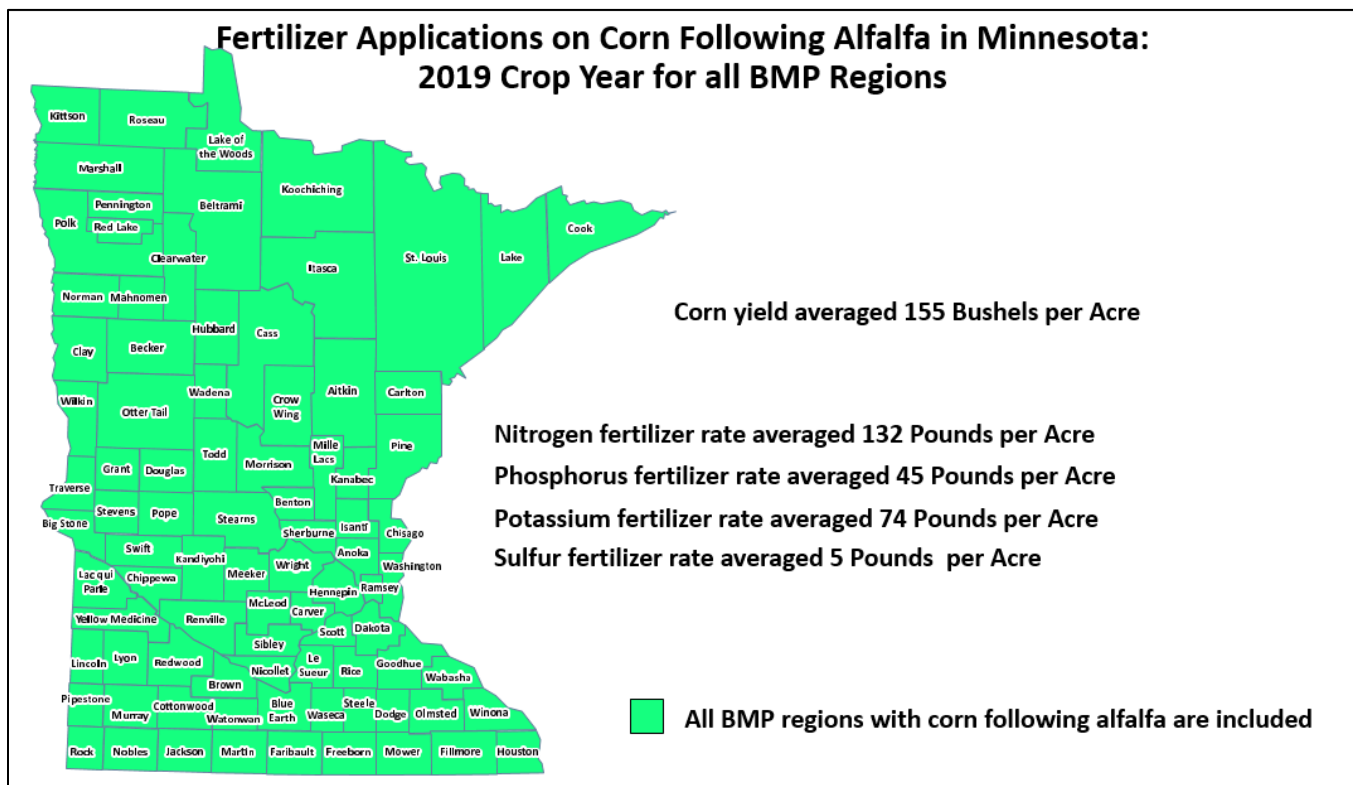 Fertilizer Applications on Corn Following Alfalfa in Minnesota:
2019 Crop Year for all BMP Regions
Kittson
Roseau
Lake of
the Woods
Marshall
Koochiching
Pennington
Beltrami
Polk
Red Lake
Cook
Clearwater
St. Louis
Lake
Itasca
Norman
Mahnomen
Corn yield averaged 155 Bushels per Acre
Hubbard
Cass
Clay
Becker
Wadena
Aitkin
Carlton
Wilkin
Otter Tail
Crow
Wing
Nitrogen fertilizer rate averaged 132 Pounds per Acre
Mille
Lacs
Pine
Todd
Morrison
Grant
Douglas
Phosphorus fertilizer rate averaged 45 Pounds per Acre
Kanabec
Traverse
Benton
Stevens
Pope
Stearns
Potassium fertilizer rate averaged 74 Pounds per Acre
Big Stone
Isanti
Sherburne
Chisago
Swift
Anoka
Sulfur fertilizer rate averaged 5 Pounds  per Acre
Kandiyohi
Wright
Washington
Lac qui
Parle
Chippewa
Meeker
Ramsey
Hennepin
McLeod
Carver
Yellow Medicine
Renville
Scott
Dakota
Sibley
Lincoln
Lyon
Redwood
Nicollet
Le
Sueur
Rice
Goodhue
Wabasha
Brown
Pipestone
Murray
Cottonwood
Watonwan
Blue
Earth
Waseca
Steele
Dodge
Olmsted
Winona
All BMP regions with corn following alfalfa are included
Rock
Nobles
Jackson
Martin
Faribault
Freeborn
Mower
Fillmore
Houston